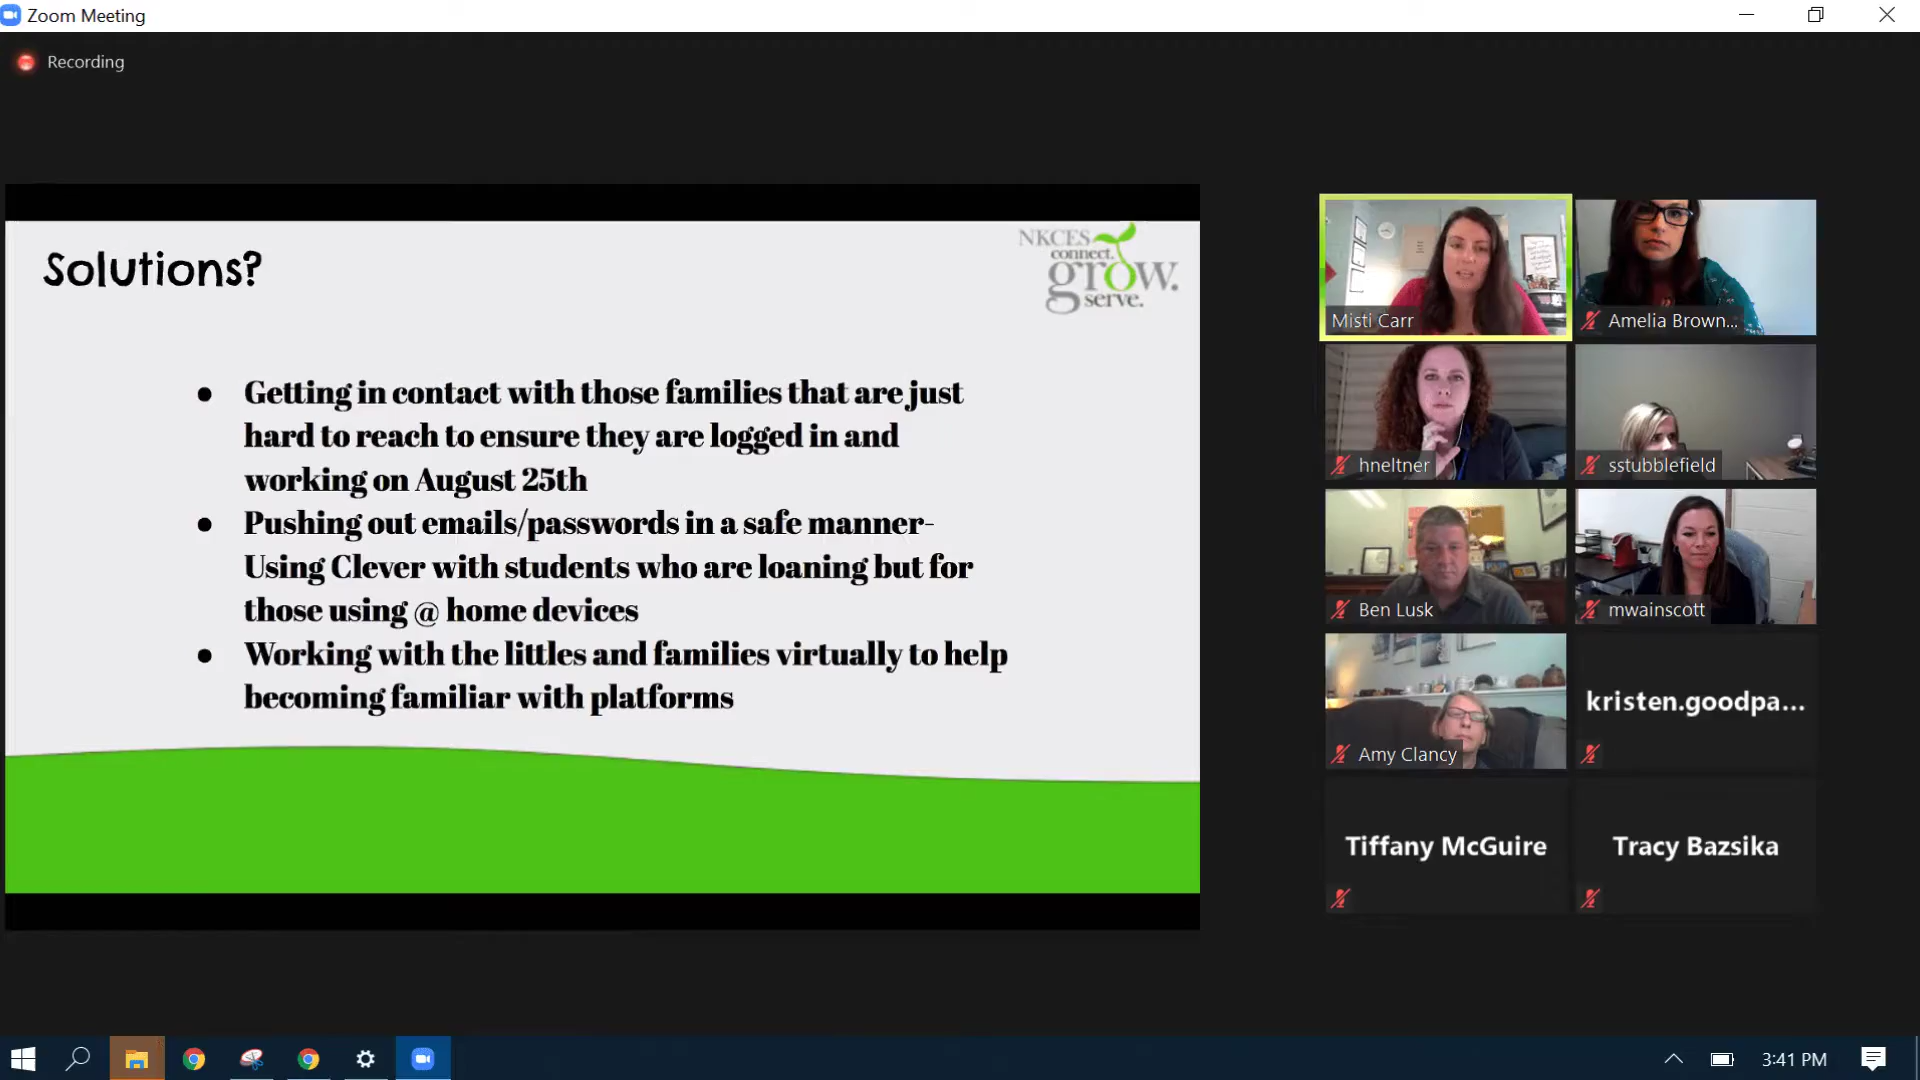 Zoom Meeting
Recording
Solutions?
NKCES
connect.
grow.
serve.
● Getting in contact with those families that are just
hard to reach to ensure they are logged in and
working on August 25th
● Pushing out emails/passwords in a safe manner-
Using Clever with students who are loaning but for
those using @ home devices
● Working with the littles and families virtually to help
becoming familiar with platforms
Misti Carr
Amelia Brown...
hneltner
sstubblefield
Ben Lusk
mwainscott
Amy Clancy
kristen.goodpa...
Tiffany McGuire
Tracy Bazsika
3:41 PM